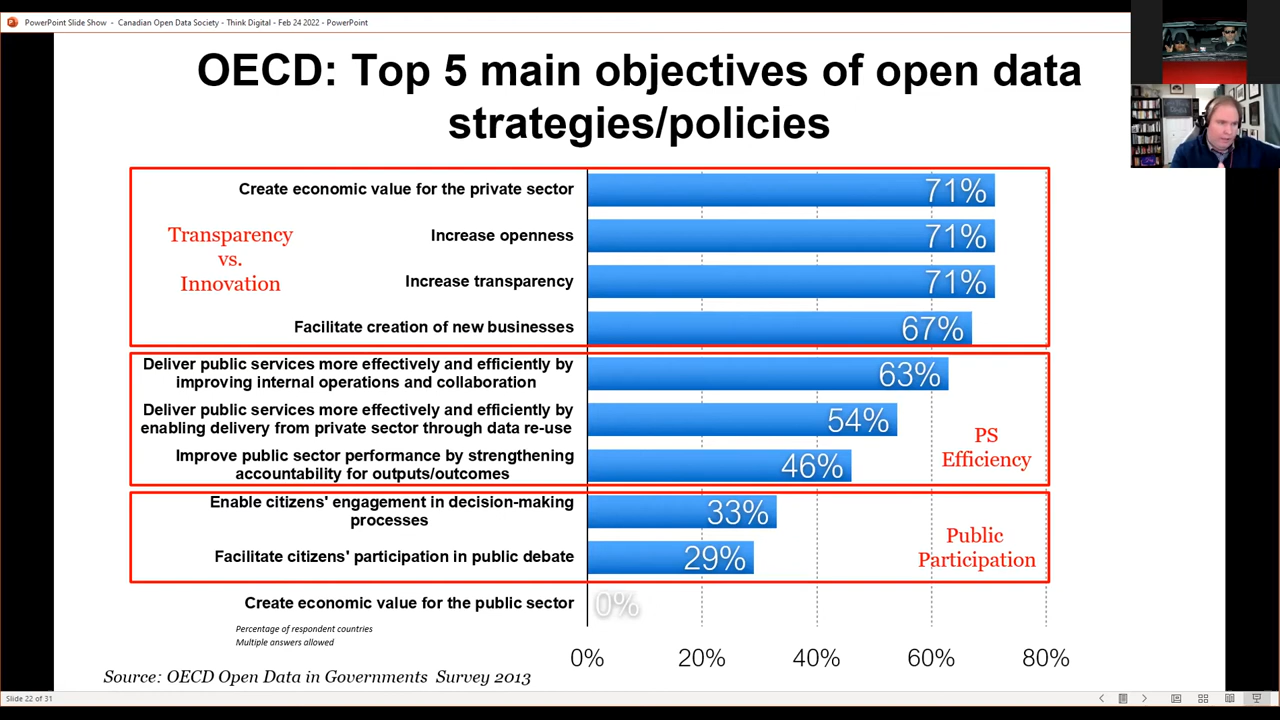 PowerPoint Slide Show - Canadian Open Data Society - Think Digital - Feb 24 2022 - PowerPoint
OECD: Top 5 main objectives of open data
strategies/policies
Create economic value for the private sector
71%
Transparency
vs.
Innovation
Increase openness
71%
Increase transparency
71%
Facilitate creation of new businesses
67%
Deliver public services more effectively and efficiently by
improving internal operations and collaboration
63%
Deliver public services more effectively and efficiently by
enabling delivery from private sector through data re-use
54%
PS
Efficiency
Improve public sector performance by strengthening
accountability for outputs/outcomes
46%
Enable citizens' engagement in decision-making
processes
33%
Public
Participation
Facilitate citizens' participation in public debate
29%
Create economic value for the public sector
0%
Percentage of respondent countries
Multiple answers allowed
0%
20%
40%
60%
80%
Source: OECD Open Data in Governments Survey 2013
Slide 22 of 31